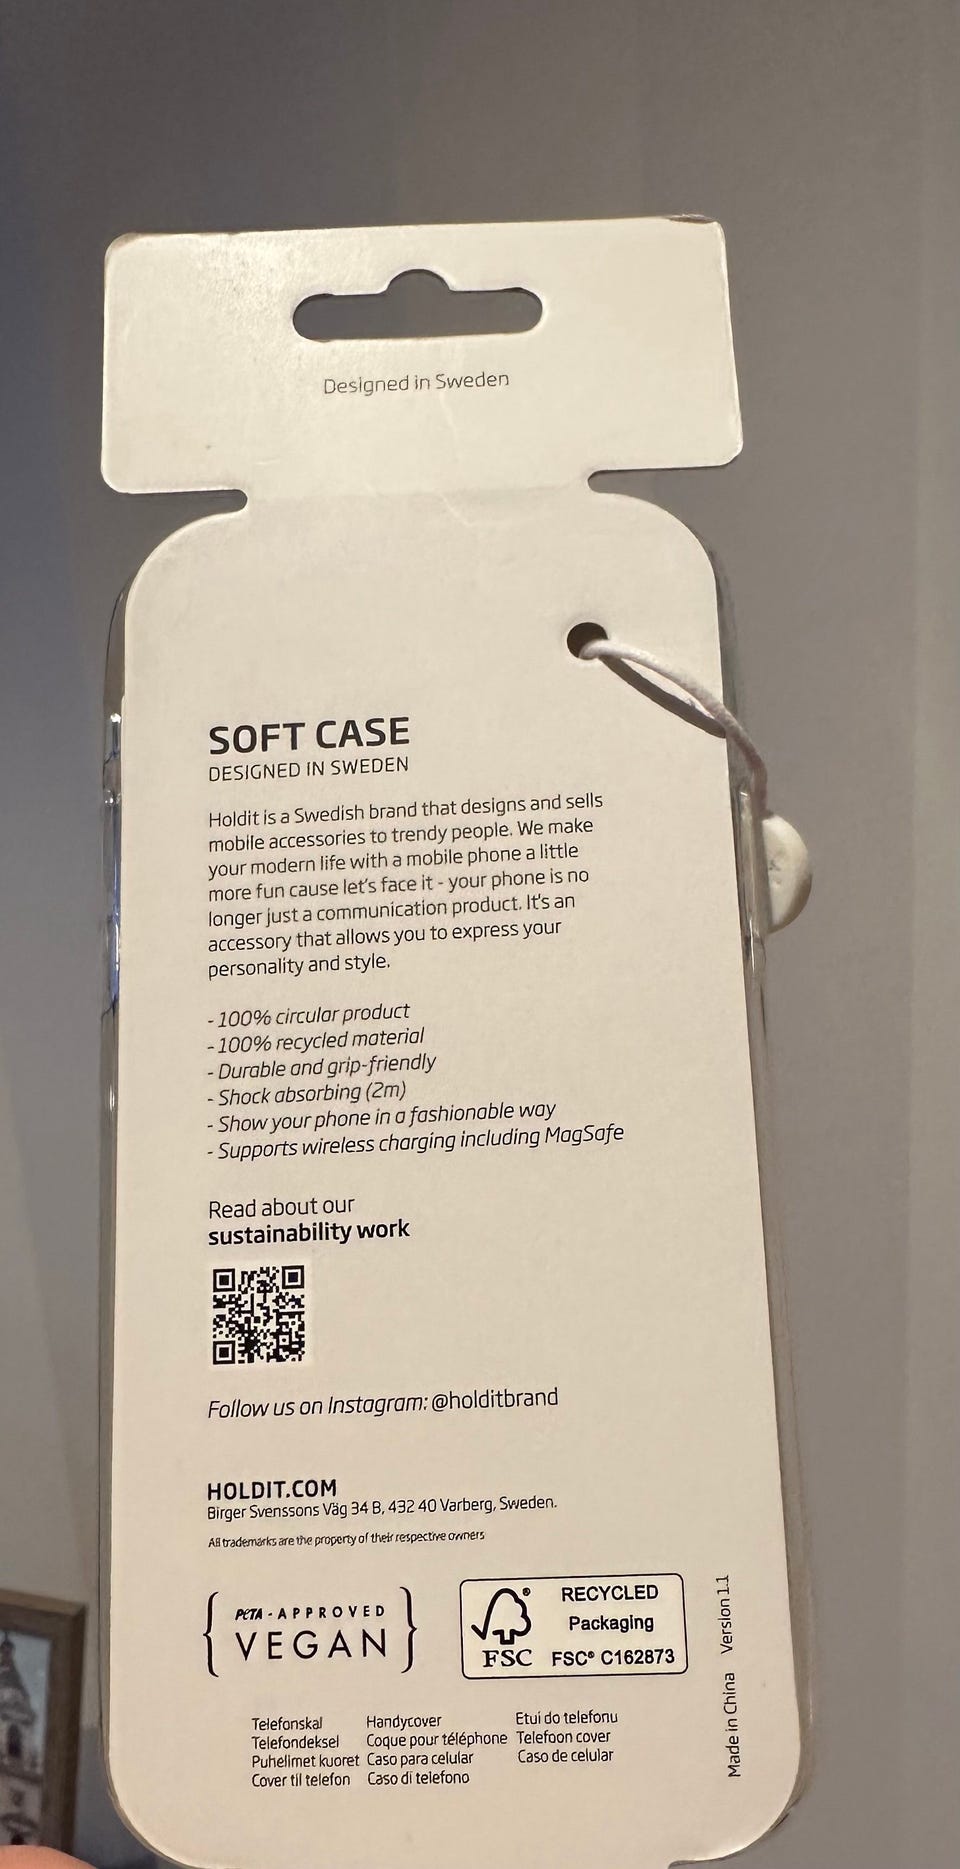 Designed in Sweden
SOFT CASE
DESIGNED IN SWEDEN
Holdit is a Swedish brand that designs and sells
mobile accessories to trendy people. We make
your modern life with a mobile phone a little
more fun cause let's face it - your phone is no
longer just a communication product. It's an
accessory that allows you to express your
personality and style.
- 100% circular product
- 100% recycled material
- Durable and grip-friendly
- Shock absorbing (2m)
- Show your phone in a fashionable way
- Supports wireless charging including MagSafe
Read about our
sustainability work
Follow us on Instagram: @holditbrand
HOLDIT.COM
Birger Svenssons Väg 34 B, 432 40 Varberg, Sweden.
All trademarks are the property of their respective owners
PETA - APPROVED
VEGAN
FSC®
RECYCLED
Packaging
FSC® C162873
Made in China Version 1.1
Telefonskal
Telefondeksel
Puhelimet kuoret
Cover til telefon
Handycover
Coque pour téléphone
Caso para celular
Caso di telefono
Etui do telefonu
Telefoon cover
Caso de celular